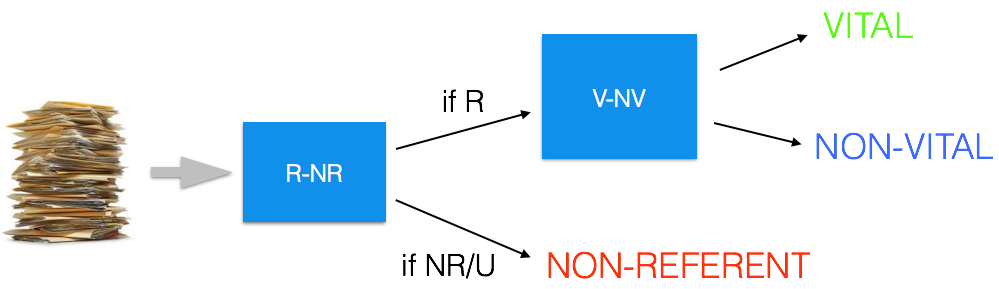 VITAL
if R
V-NV
NON-VITAL
R-NR
if NR/U
NON-REFERENT